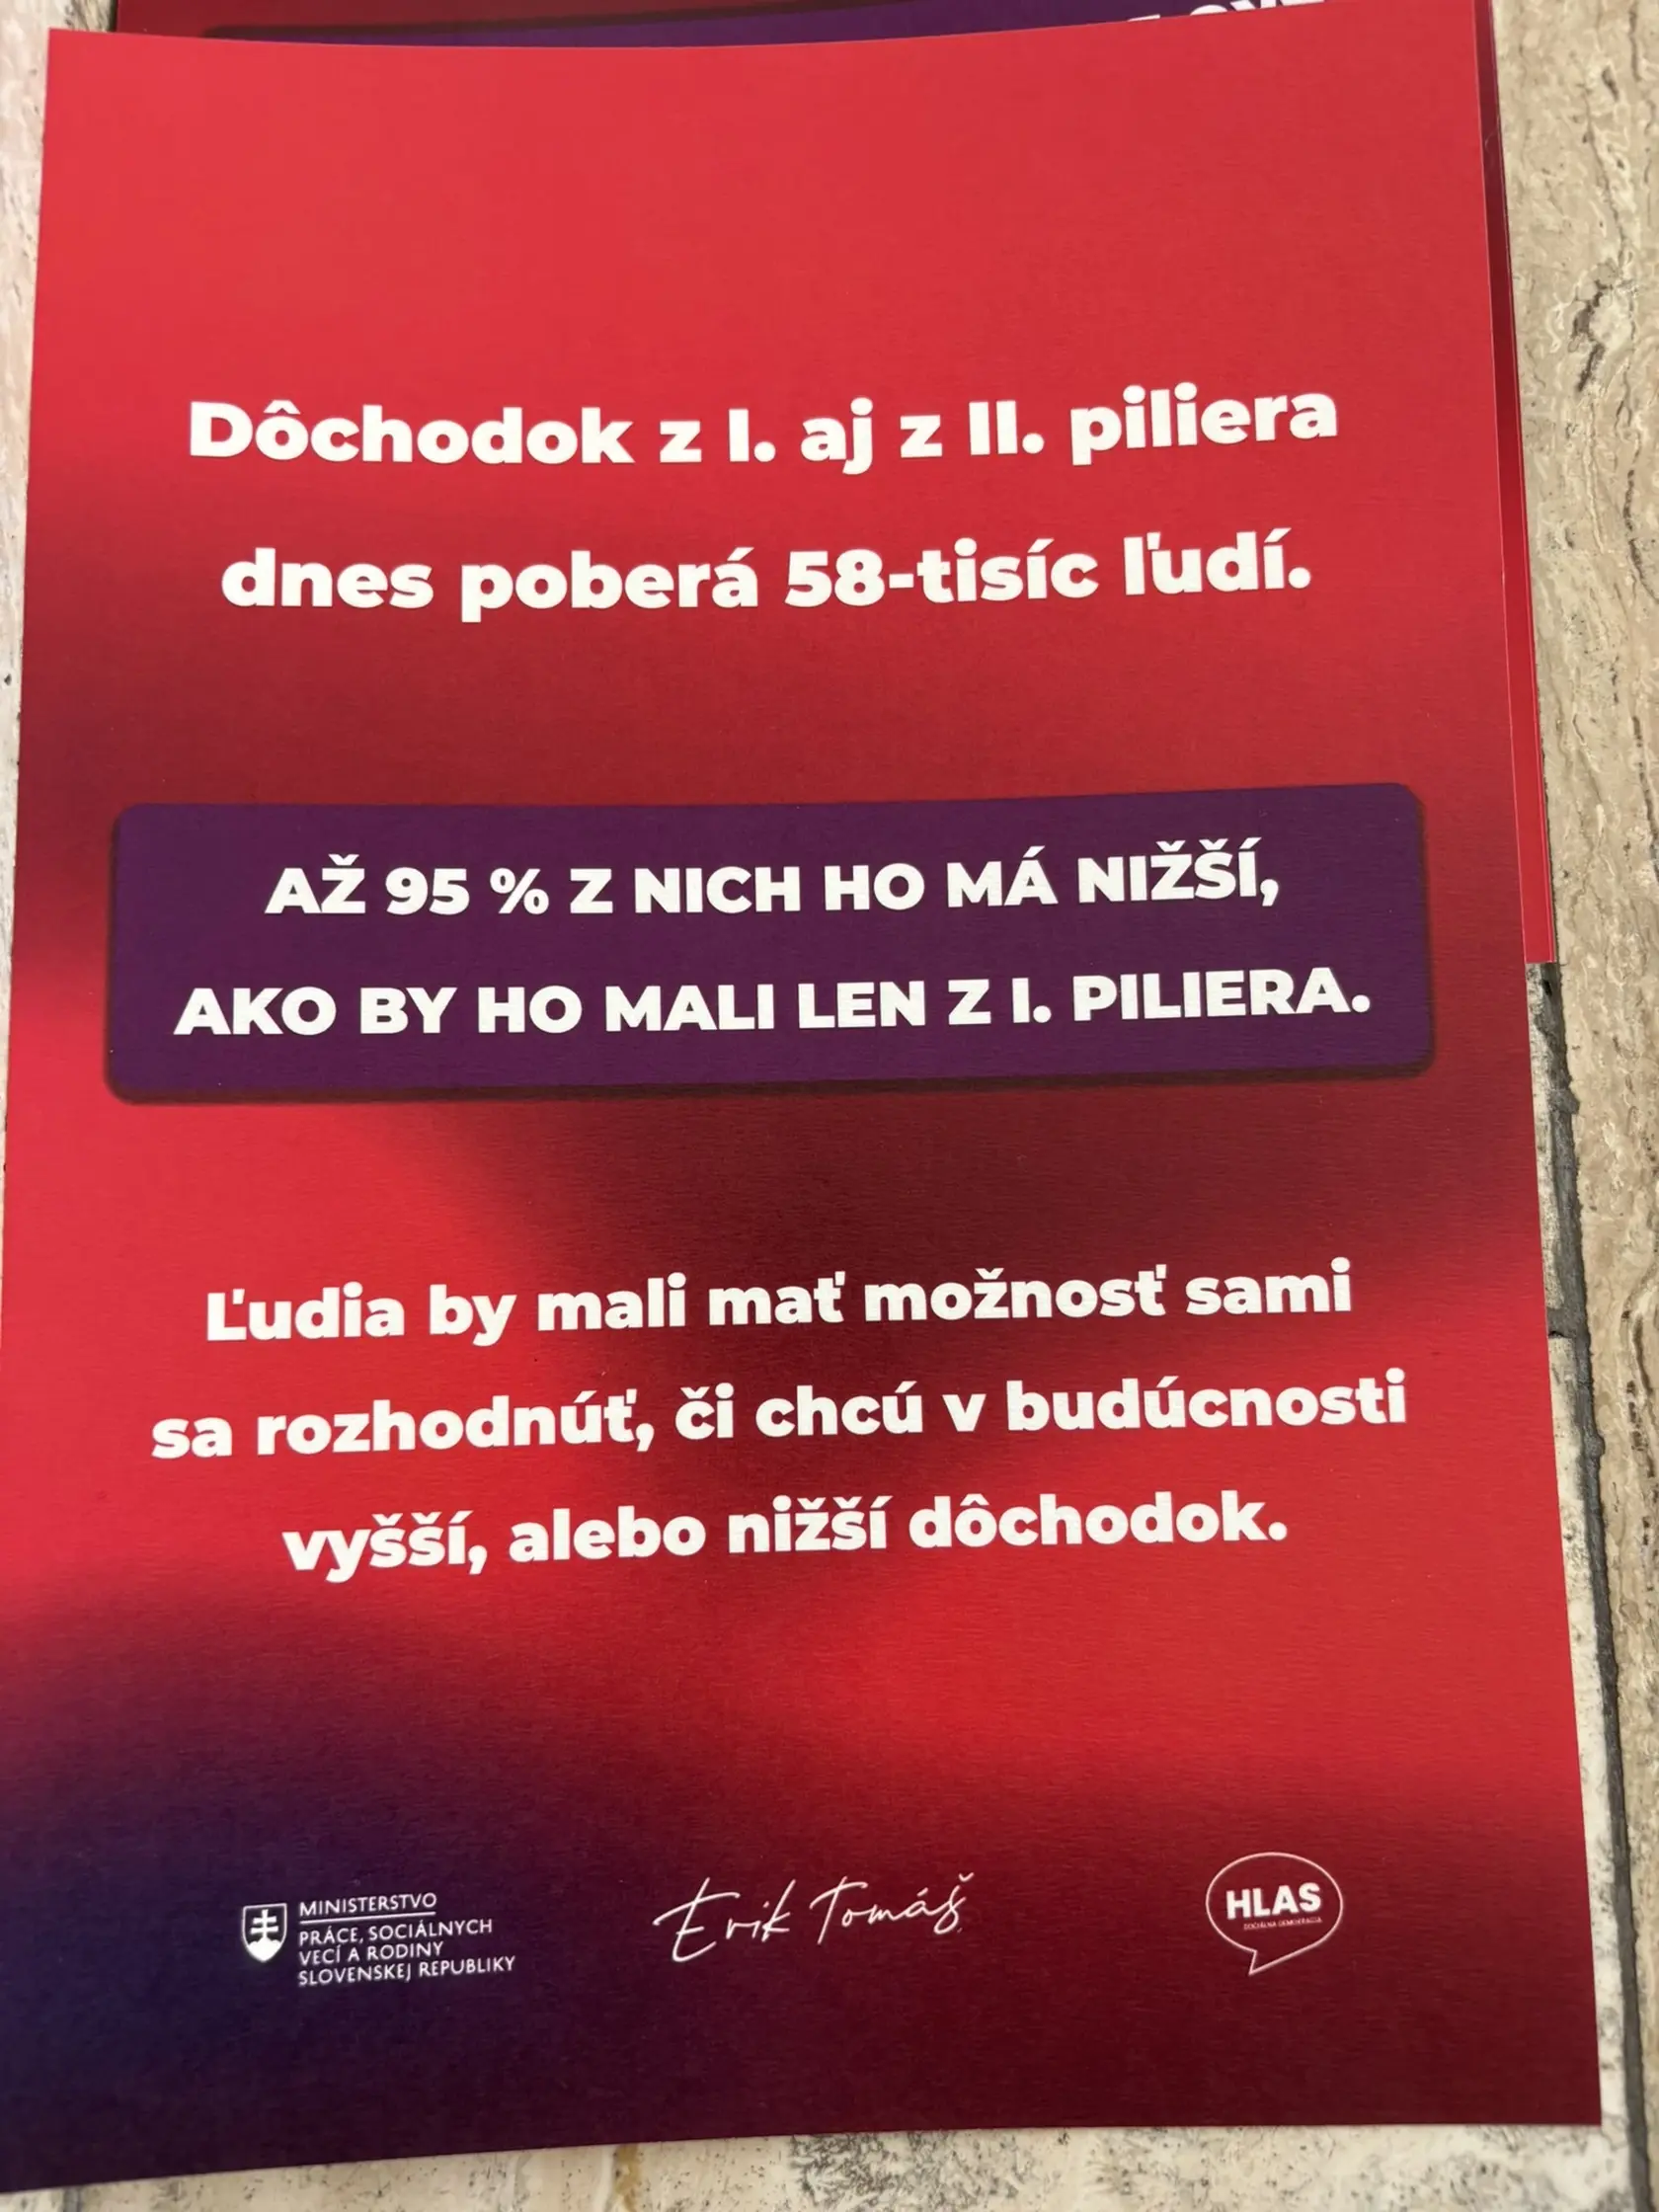 Dôchodok z I. aj z II. piliera
dnes poberá 58-tisíc ľudí.
AŽ 95 % Z NICH HO MÁ NIŽŠÍ,
AKO BY HO MALI LEN Z I. PILIERA.
Ľudia by mali mať možnosť sami
sa rozhodnúť, či chcú v budúcnosti
vyšší, alebo nižší dôchodok.
MINISTERSTVO
PRÁCE, SOCIÁLNYCH
VECÍ A RODINY
SLOVENSKEJ REPUBLIKY
Erik Tomáš
HLAS
SOCIÁLNA DEMOKRACIA